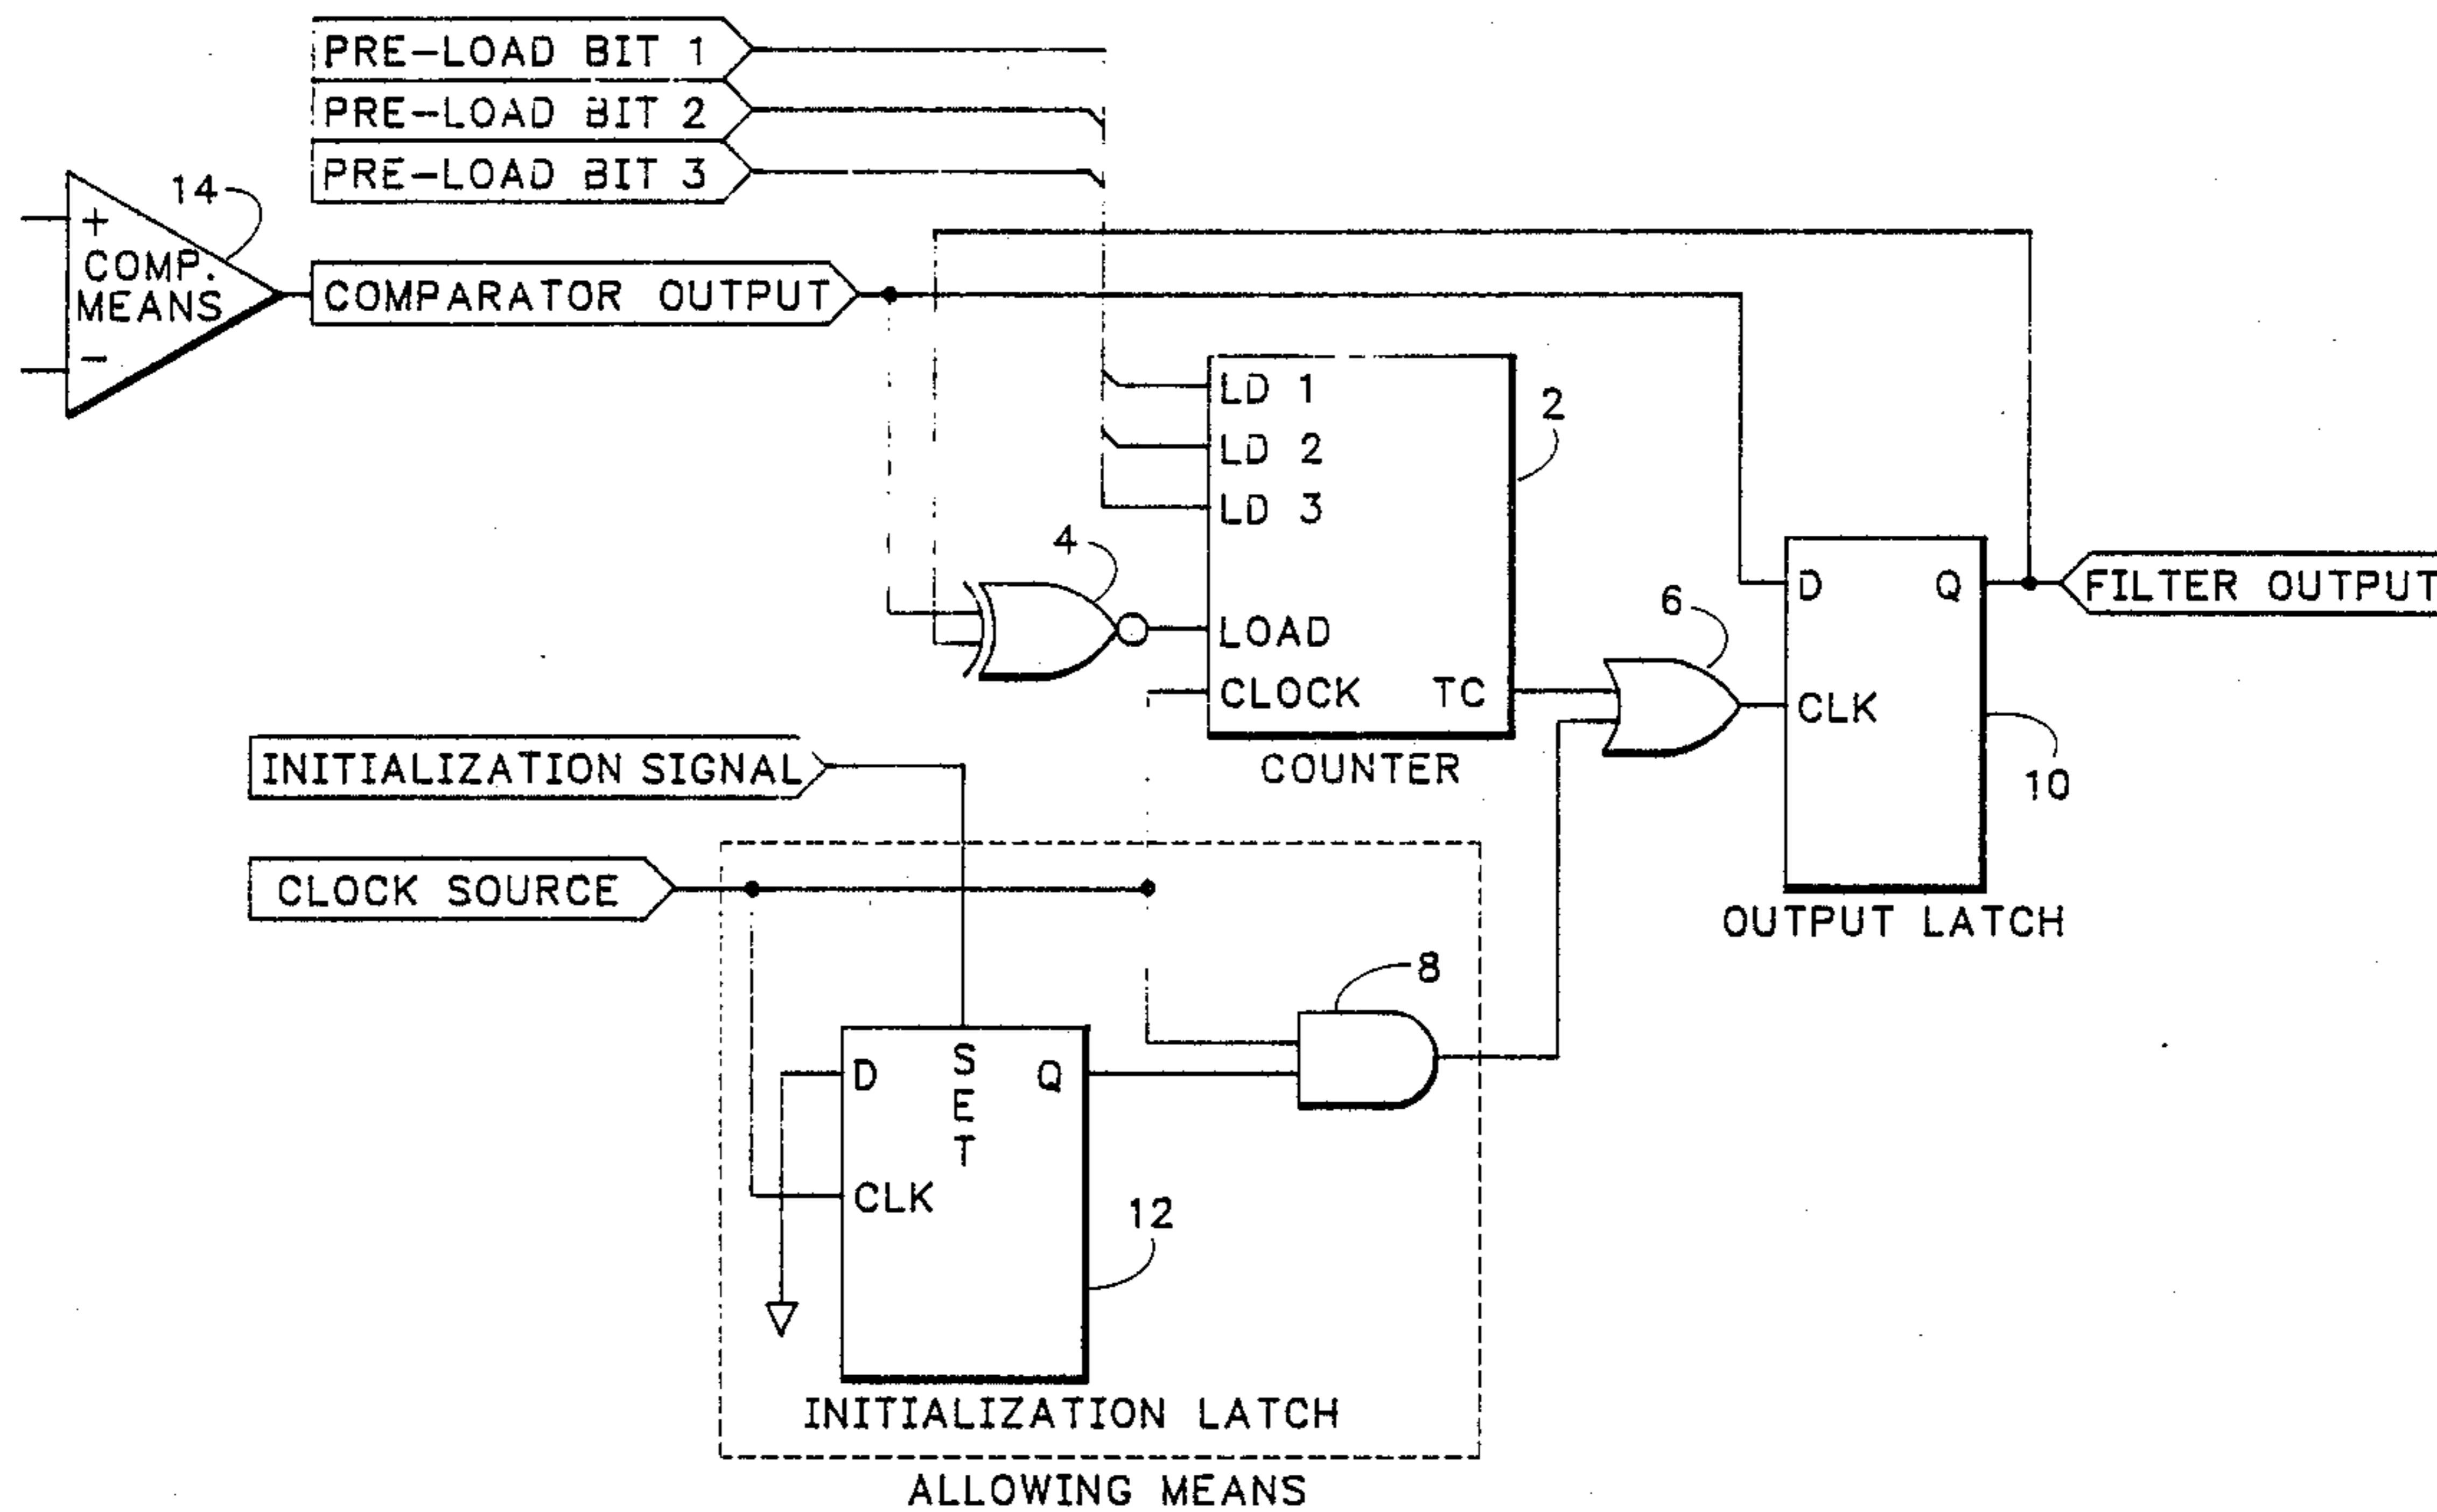 PRE-LOAD BIT 1
PRE-LOAD BIT 2
PRE-LOAD BIT 3
14
+
COMP.
MEANS
-
COMPARATOR OUTPUT
LD 1
LD 2
LD 3
2
4
LOAD
CLOCK
TC
COUNTER
6
D
Q
CLK
FILTER OUTPUT
10
OUTPUT LATCH
INITIALIZATION SIGNAL
CLOCK SOURCE
8
D
SET
Q
CLK
12
INITIALIZATION LATCH
ALLOWING MEANS